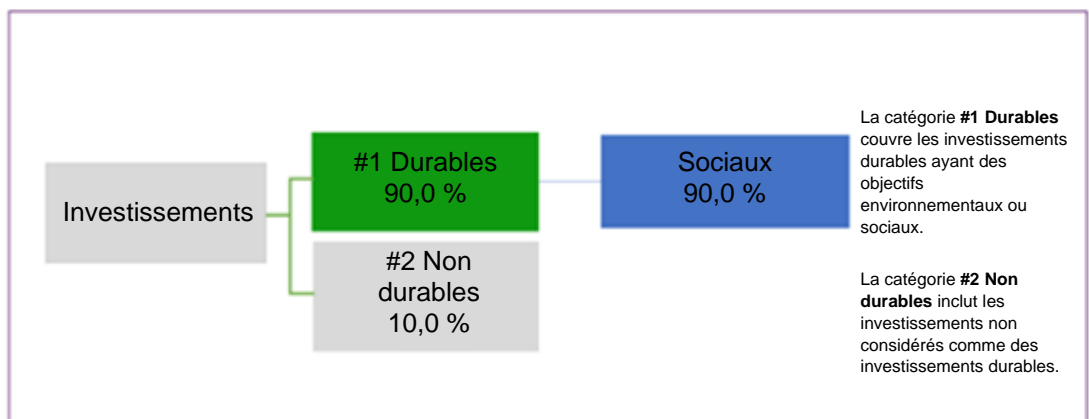 Investissements
#1 Durables
90,0 %
Sociaux
90,0 %
#2 Non
durables
10,0 %
La catégorie #1 Durables
couvre les investissements
durables ayant des
objectifs
environnementaux ou
sociaux.
La catégorie #2 Non
durables inclut les
investissements non
considérés comme des
investissements durables.